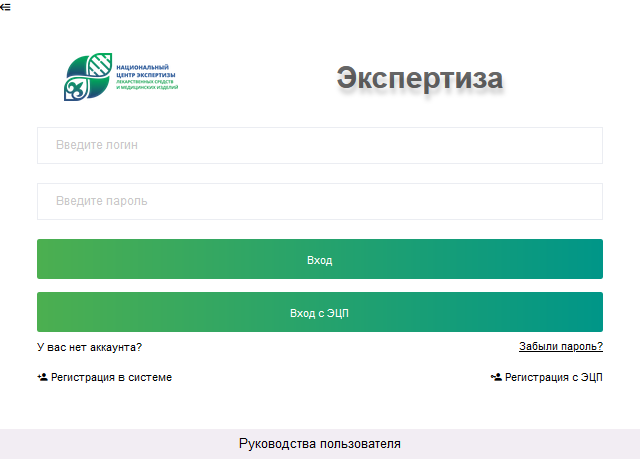 НАЦИОНАЛЬНЫЙ
ЦЕНТР ЭКСПЕРТИЗЫ
ЛЕКАРСТВЕННЫХ СРЕДСТВ
И МЕДИЦИНСКИХ ИЗДЕЛИЙ
Экспертиза
Введите логин
Введите пароль
Вход
Вход с ЭЦП
У вас нет аккаунта?
Забыли пароль?
Регистрация в системе
Регистрация с ЭЦП
Руководства пользователя